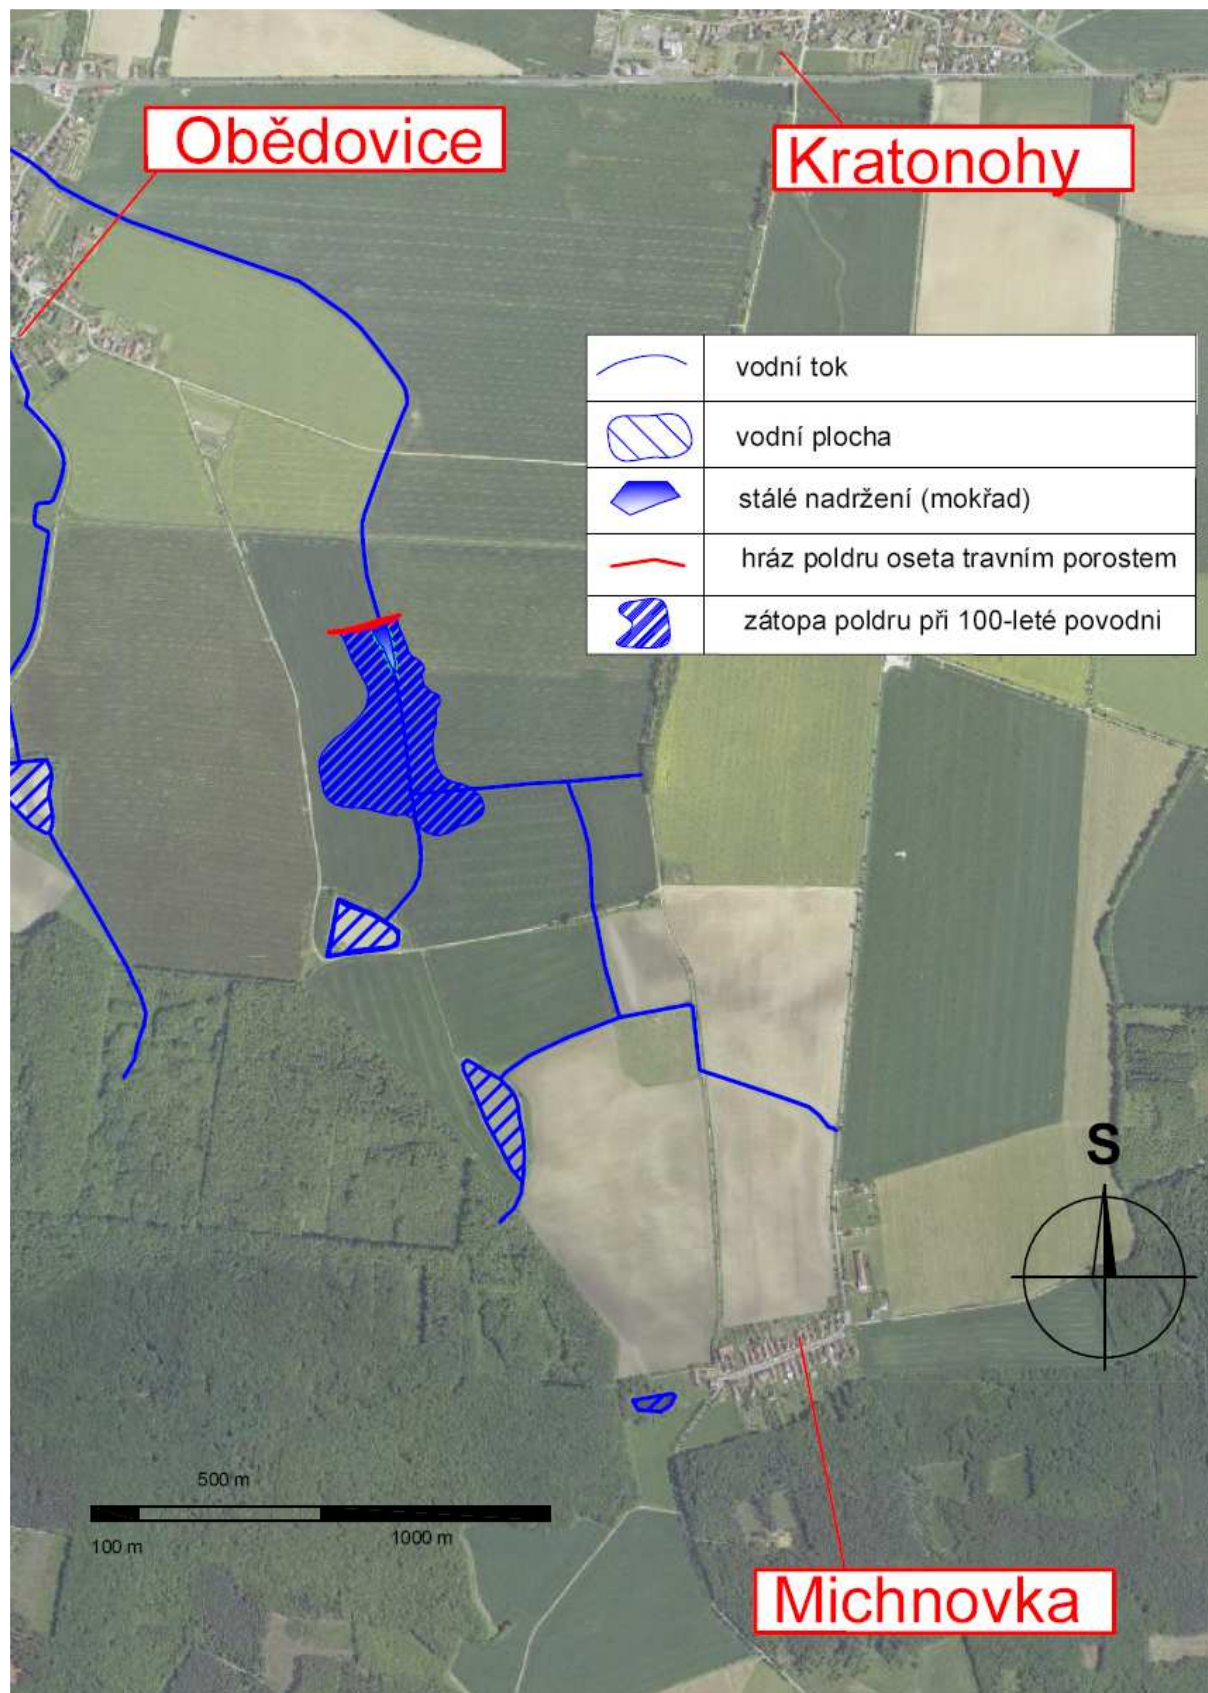 Obědovice
Kratonohy
vodní tok
vodní plocha
stálé nadržení (mokřad)
hráz poldru oseta travním porostem
zátopa poldru při 100-leté povodni
S
500 m
100 m
1000 m
Michnovka